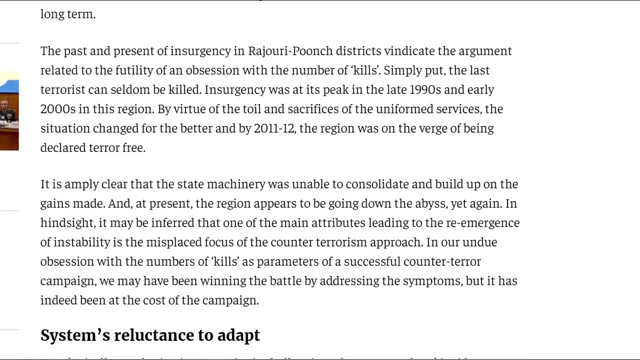 long term.
The past and present of insurgency in Rajouri-Poonch districts vindicate the argument
related to the futility of an obsession with the number of ‘kills’. Simply put, the last
terrorist can seldom be killed. Insurgency was at its peak in the late 1990s and early
2000s in this region. By virtue of the toil and sacrifices of the uniformed services, the
situation changed for the better and by 2011-12, the region was on the verge of being
declared terror free.
It is amply clear that the state machinery was unable to consolidate and build up on the
gains made. And, at present, the region appears to be going down the abyss, yet again. In
hindsight, it may be inferred that one of the main attributes leading to the re-emergence
of instability is the misplaced focus of the counter terrorism approach. In our undue
obsession with the numbers of ‘kills’ as parameters of a successful counter-terror
campaign, we may have been winning the battle by addressing the symptoms, but it has
indeed been at the cost of the campaign.
System’s reluctance to adapt